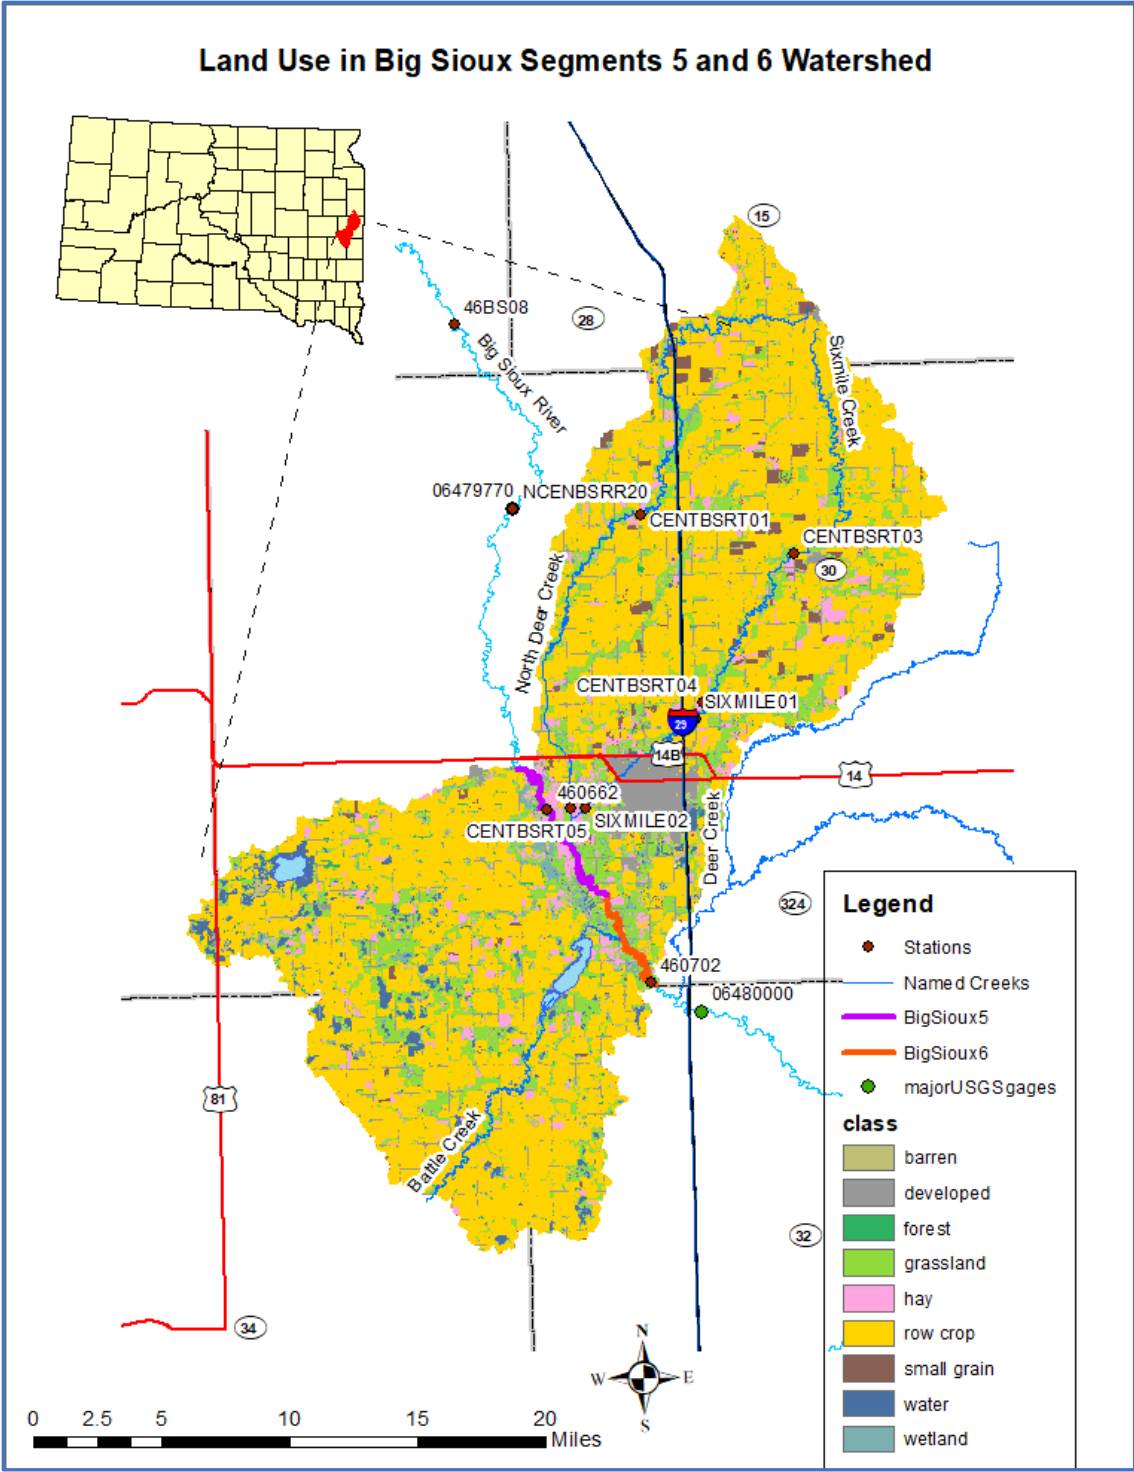 Land Use in Big Sioux Segments 5 and 6 Watershed
15
46BS08
28
Big Sioux River
Sixmile Creek
06479770 NCENBSRR20
CENTBSRT01
CENTBSRT03
30
North Deer Creek
CENTBSRT04
SIXMILE01
29
14B
14
460662
SIXMILE02
CENTBSRT05
Deer Creek
324
460702
06480000
81
Battle Creek
32
34
Legend
Stations
Named Creeks
BigSioux5
BigSioux6
majorUSGSgages
class
barren
developed
forest
grassland
hay
row crop
small grain
water
wetland
N
W E
S
0 2.5 5 10 15 20
Miles